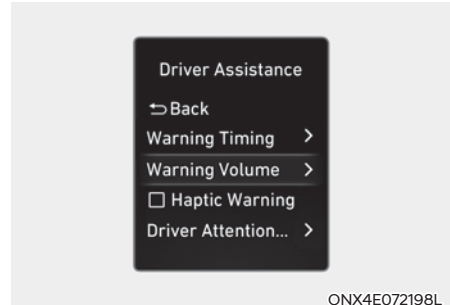 Driver Assistance
Back
Warning Timing >
Warning Volume >
Haptic Warning
Driver Attention... >
ONX4E072198L